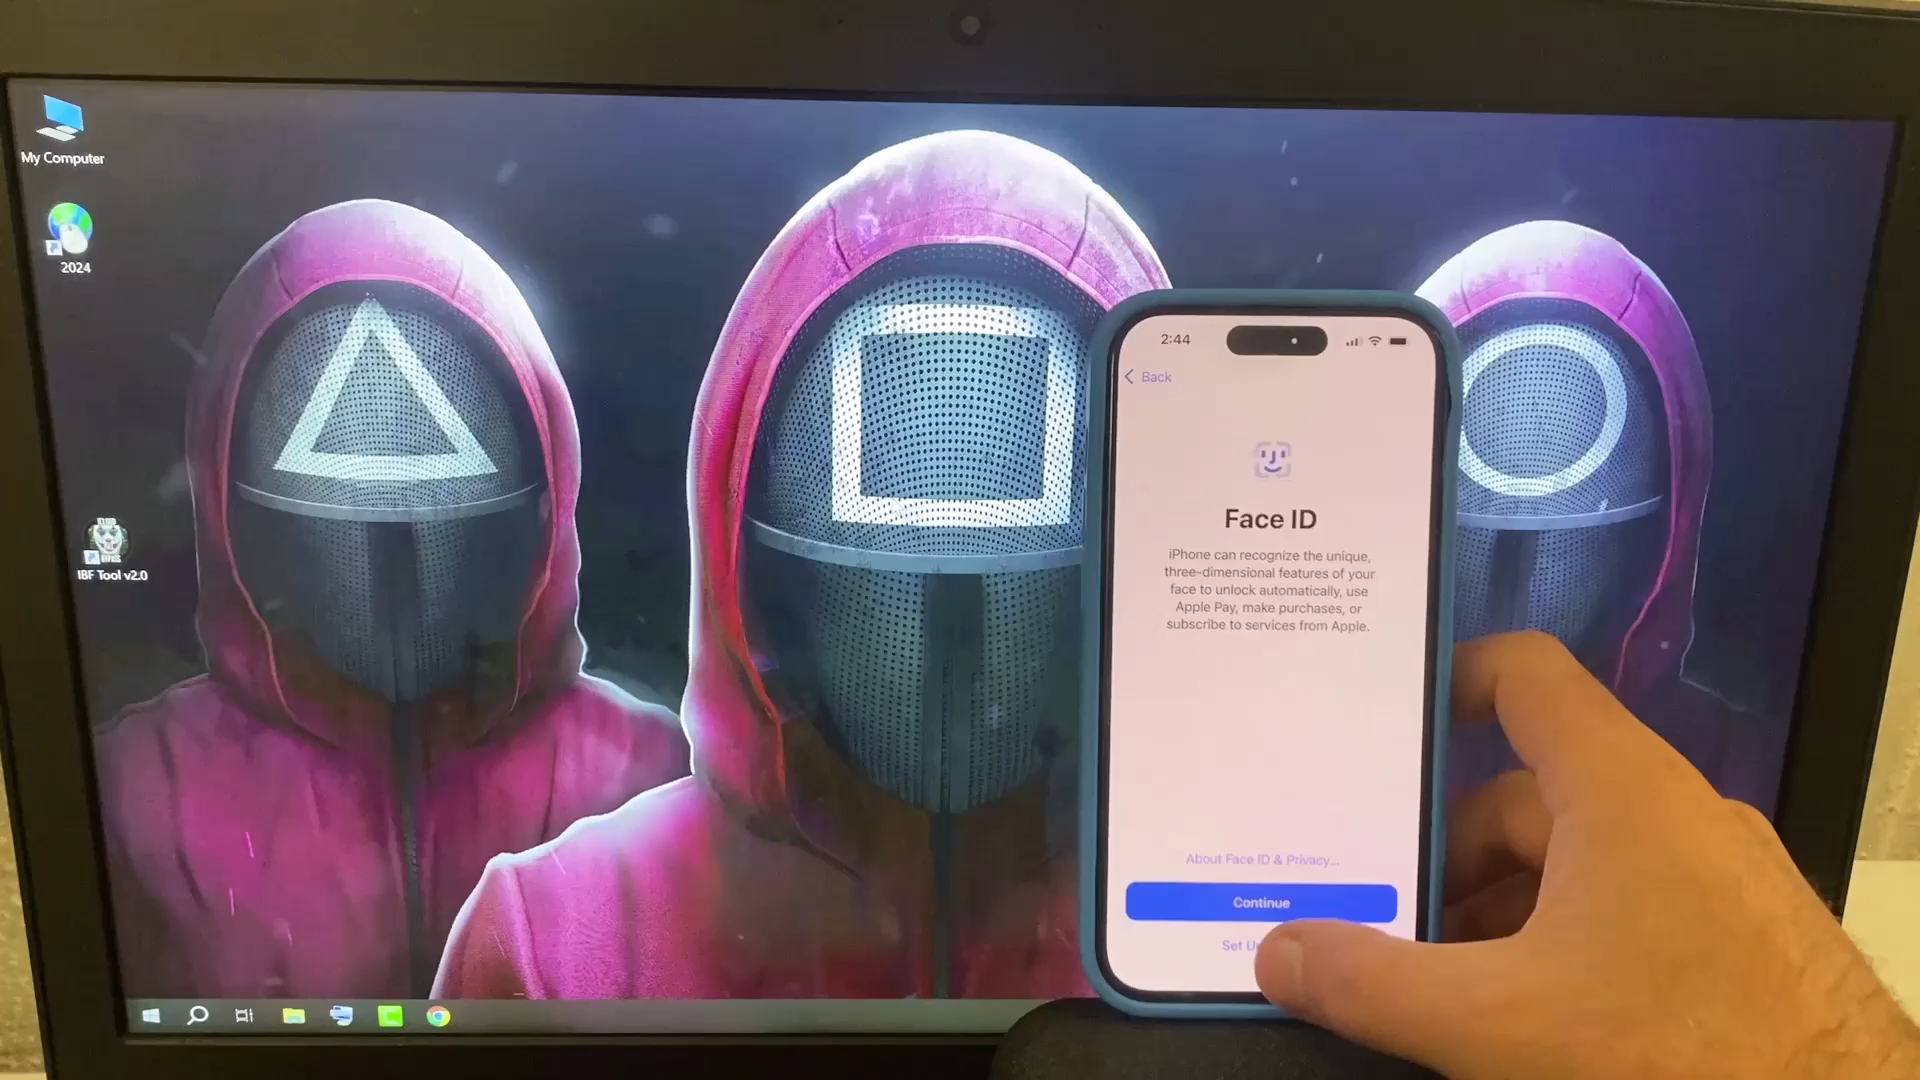 My Computer
2024
IBF Tool v2.0
2:44
Back
Face ID
iPhone can recognize the unique,
three-dimensional features of your
face to unlock automatically, use
Apple Pay, make purchases, or
subscribe to services from Apple.
About Face ID & Privacy...
Continue
Set U